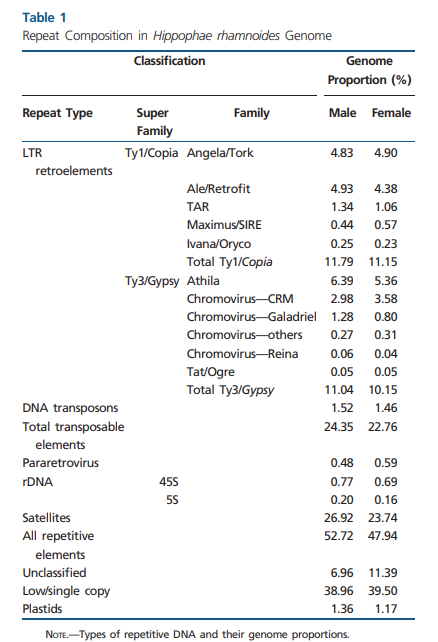 Table 1
Repeat Composition in Hippophae rhamnoides Genome
Classification Genome
Proportion (%)
Repeat Type Super Family Male Female
Family
LTR Ty1/Copia Angela/Tork 4.83 4.90
retroelements
Ale/Retrofit 4.93 4.38
TAR 1.34 1.06
Maximus/SIRE 0.44 0.57
Ivana/Oryco 0.25 0.23
Total Ty1/Copia 11.79 11.15
Ty3/Gypsy Athila 6.39 5.36
Chromovirus—CRM 2.98 3.58
Chromovirus—Galadriel 1.28 0.80
Chromovirus—others 0.27 0.31
Chromovirus—Reina 0.06 0.04
Tat/Ogre 0.05 0.05
Total Ty3/Gypsy 11.04 10.15
DNA transposons 1.52 1.46
Total transposable 24.35 22.76
elements
Pararetrovirus 0.48 0.59
rDNA 45S 0.77 0.69
5S 0.20 0.16
Satellites 26.92 23.74
All repetitive 52.72 47.94
elements
Unclassified 6.96 11.39
Low/single copy 38.96 39.50
Plastids 1.36 1.17
NOTE.—Types of repetitive DNA and their genome proportions.